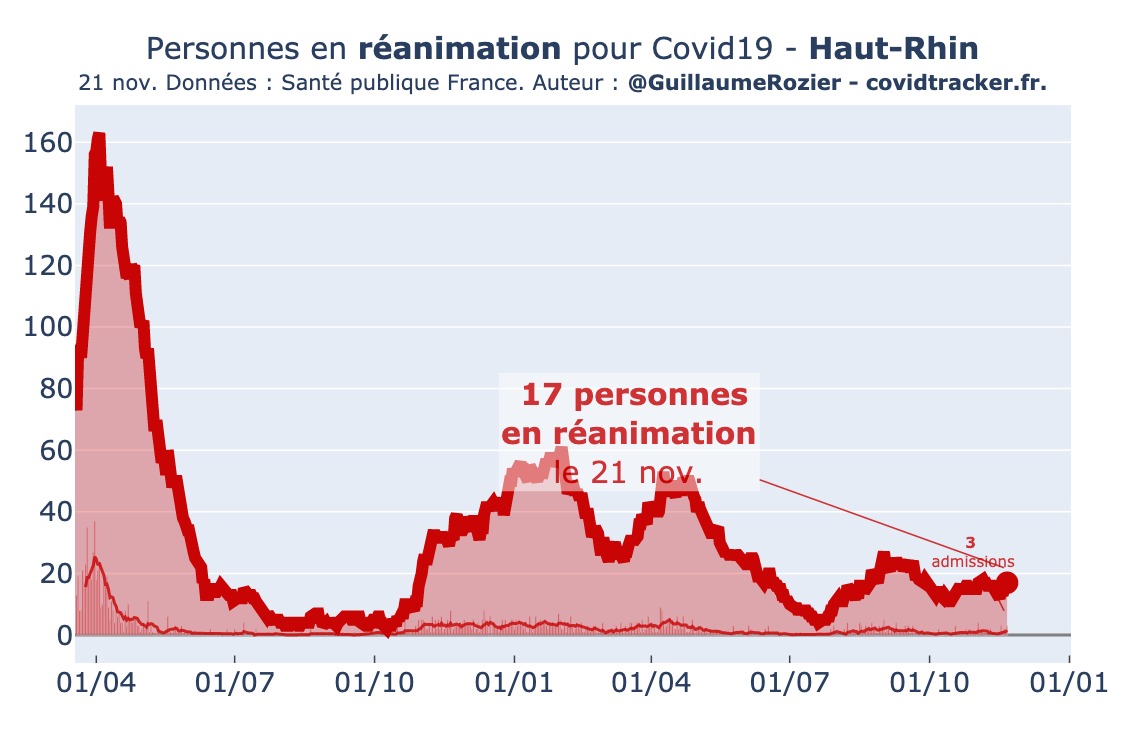 Personnes en réanimation pour Covid19 - Haut-Rhin
21 nov. Données : Santé publique France. Auteur : @GuillaumeRozier - covidtracker.fr.
160
140
120
100
80
60
40
20
0
17 personnes
en réanimation
le 21 nov.
3
admissions
01/04 01/07 01/10 01/01 01/04 01/07 01/10 01/01